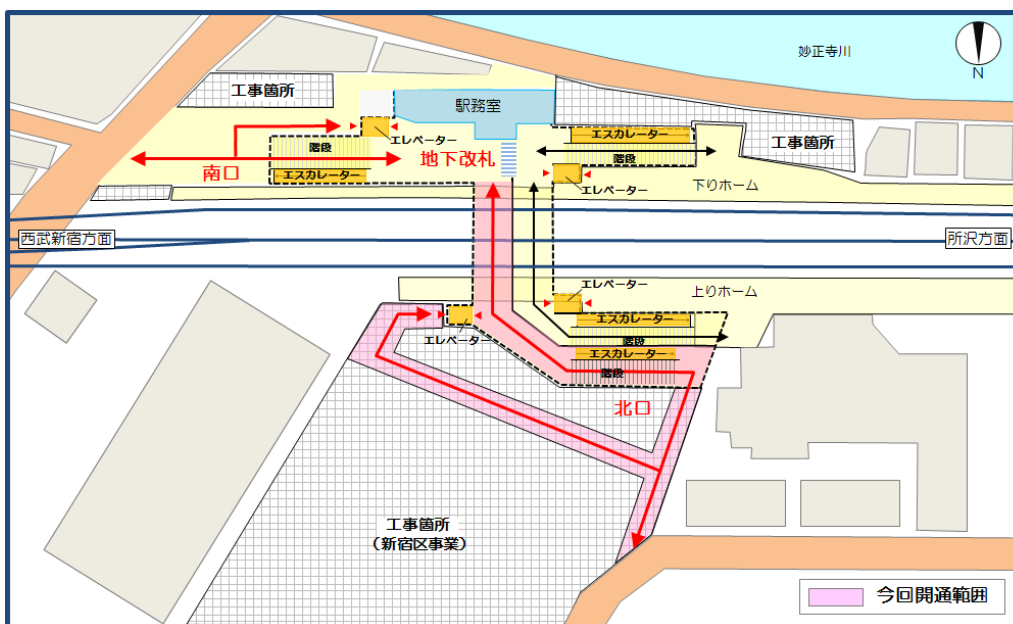 妙正寺川
N
工事箇所
駅務室
エレベーター
エスカレーター
階段
工事箇所
階段
地下改札
南口
エスカレーター
エレベーター
下りホーム
西武新宿方面
所沢方面
エレベーター
上りホーム
エスカレーター
エレベーター
階段
エスカレーター
階段
北口
工事箇所
(新宿区事業)
今回開通範囲